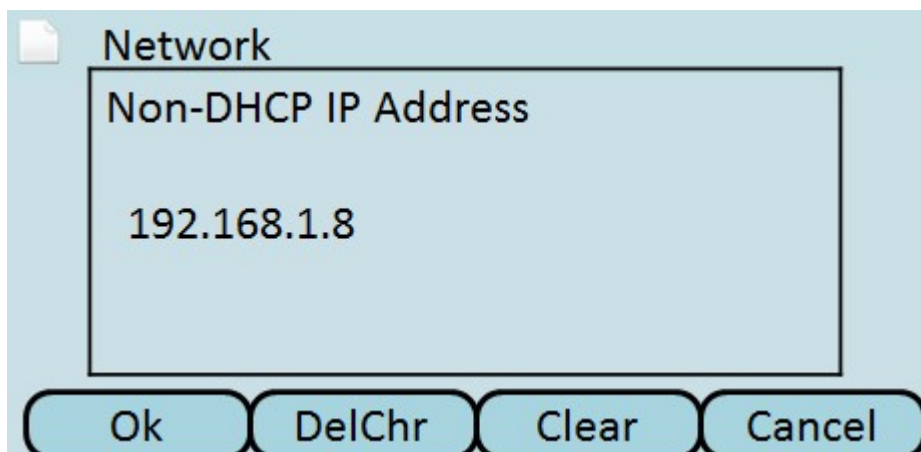 Network
Non-DHCP IP Address
192.168.1.8
Ok DelChr Clear Cancel